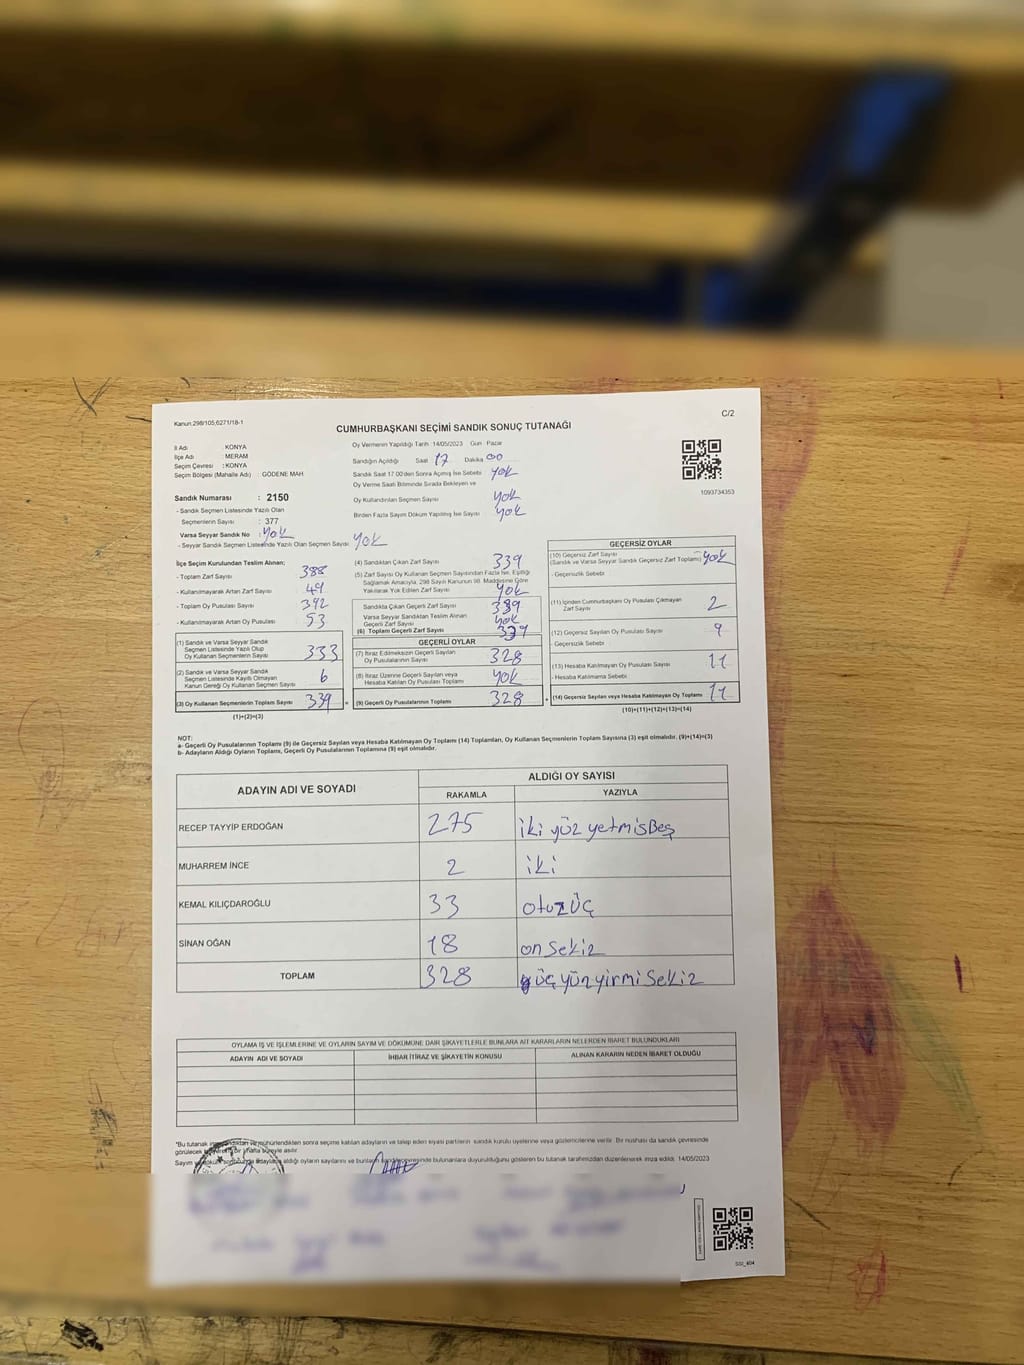 Kanun:298/105;6271/18-1
C/2
CUMHURBAŞKANI SEÇİMİ SANDIK SONUÇ TUTANAĞI
İl Adı : KONYA
İlçe Adı : MERAM
Seçim Çevresi : KONYA
Seçim Bölgesi (Mahalle Adı) : GÖDENE MAH
Oy Vermenin Yapıldığı Tarih :14/05/2023 Gün : Pazar
Sandığın Açıldığı Saat 17 Dakika 00
Sandık Saat 17.00'den Sonra Açılmış İse Sebebi yok
Oy Verme Saati Bitiminde Sırada Bekleyen ve
Oy Kullandırılan Seçmen Sayısı yok
Birden Fazla Sayım Döküm Yapılmış İse Sayısı yok
1093734353
Sandık Numarası : 2150
- Sandık Seçmen Listesinde Yazılı Olan
Seçmenlerin Sayısı : 377
Varsa Seyyar Sandık No : yok
- Seyyar Sandık Seçmen Listesinde Yazılı Olan Seçmen Sayısı yok
İlçe Seçim Kurulundan Teslim Alınan;
- Toplam Zarf Sayısı 388
- Kullanılmayarak Artan Zarf Sayısı 49
- Toplam Oy Pusulası Sayısı 392
- Kullanılmayarak Artan Oy Pusulası 53
(1) Sandık ve Varsa Seyyar Sandık
Seçmen Listesinde Yazılı Olup
Oy Kullanan Seçmenlerin Sayısı 333
(2) Sandık ve Varsa Seyyar Sandık
Seçmen Listesinde Kayıtlı Olmayan
Kanun Gereği Oy Kullanan Seçmen Sayısı 6
(3) Oy Kullanan Seçmenlerin Toplam Sayısı 339 =
(1)+(2)=(3)
(4) Sandıktan Çıkan Zarf Sayısı 339
(5) Zarf Sayısı Oy Kullanan Seçmen Sayısından Fazla İse, Eşitliği
Sağlamak Amacıyla, 298 Sayılı Kanunun 98. Maddesine Göre
Yakılarak Yok Edilen Zarf Sayısı yok
Sandıkta Çıkan Geçerli Zarf Sayısı 339
Varsa Seyyar Sandıktan Teslim Alınan
Geçerli Zarf Sayısı yok
(6) Toplam Geçerli Zarf Sayısı 339
GEÇERLİ OYLAR
(7) İtiraz Edilmeksizin Geçerli Sayılan
Oy Pusulalarının Sayısı 328
(8) İtiraz Üzerine Geçerli Sayılan veya
Hesaba Katılan Oy Pusulası Toplamı yok
(9) Geçerli Oy Pusulalarının Toplamı 328 +
GEÇERSİZ OYLAR
(10) Geçersiz Zarf Sayısı
(Sandık ve Varsa Seyyar Sandık Geçersiz Zarf Toplamı) yok
- Geçersizlik Sebebi
(11) İçinden Cumhurbaşkanı Oy Pusulası Çıkmayan
Zarf Sayısı 2
(12) Geçersiz Sayılan Oy Pusulası Sayısı 9
- Geçersizlik Sebebi
(13) Hesaba Katılmayan Oy Pusulası Sayısı 11
- Hesaba Katılmama Sebebi
(14) Geçersiz Sayılan veya Hesaba Katılmayan Oy Toplamı 11
(10)+(11)+(12)+(13)=(14)
NOT:
a- Geçerli Oy Pusulalarının Toplamı (9) ile Geçersiz Sayılan veya Hesaba Katılmayan Oy Toplamı (14) Toplamları, Oy Kullanan Seçmenlerin Toplam Sayısına (3) eşit olmalıdır. (9)+(14)=(3)
b- Adayların Aldığı Oyların Toplamı, Geçerli Oy Pusulalarının Toplamına (9) eşit olmalıdır.
ADAYIN ADI VE SOYADI
ALDIĞI OY SAYISI
RAKAMLA YAZIYLA
RECEP TAYYİP ERDOĞAN 275 iki yüz yetmisBeş
MUHARREM İNCE 2 iki
KEMAL KILIÇDAROĞLU 33 otuzüç
SİNAN OĞAN 18 on sekiz
TOPLAM 328 üçyüzyirmi sekiz
OYLAMA İŞ VE İŞLEMLERİNE VE OYLARIN SAYIM VE DÖKÜMÜNE DAİR ŞİKAYETLERLE BUNLARA AİT KARARLARIN NELERDEN İBARET BULUNDUKLARI
ADAYIN ADI VE SOYADI İHBAR İTİRAZ VE ŞİKAYETİN KONUSU ALINAN KARARIN NEDEN İBARET OLDUĞU
*Bu tutanak imzalandıktan ve mühürlendikten sonra seçime katılan adayların ve talep eden siyasi partilerin sandık kurulu üyelerine veya gözlemcilerine verilir. Bir nüshası da sandık çevresinde
görülecek bir yere bir hafta süreyle asılır.
adayların aldığı oyların sayılarını ve bunların sandık çevresinde bulunanlara duyurulduğunu gösteren bu tutanak tarafımızdan düzenlenerek imza edildi. 14/05/2023